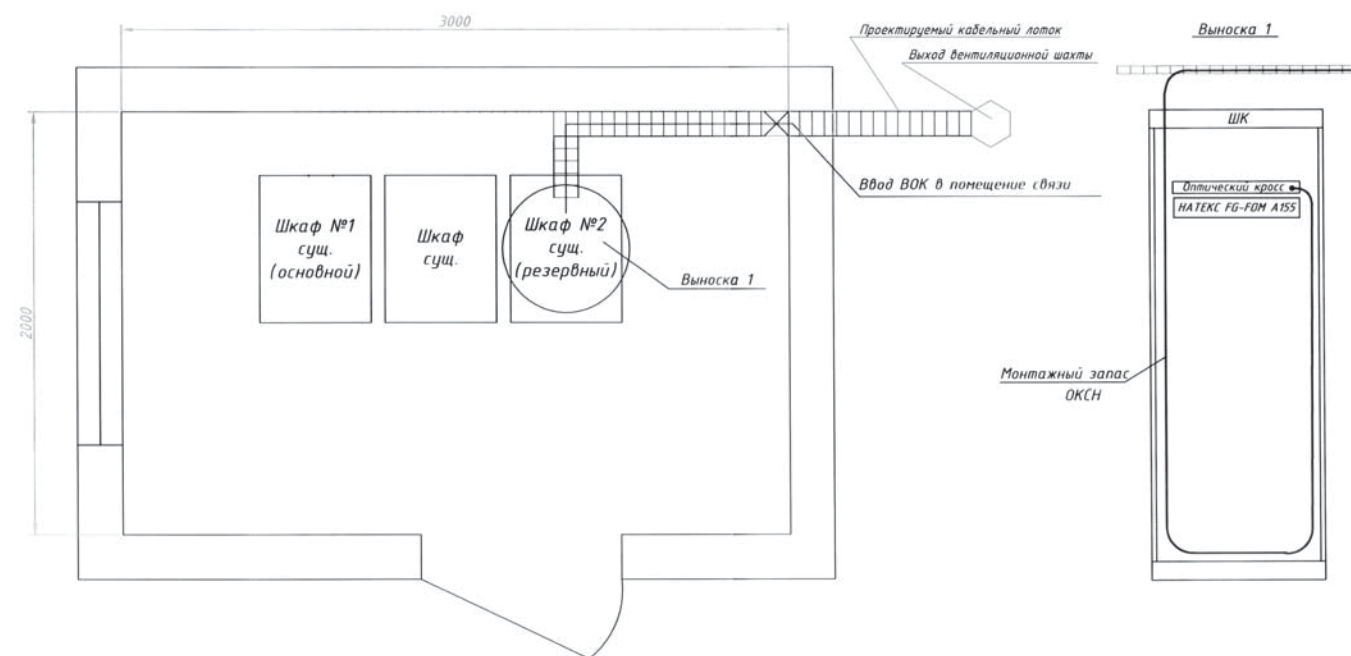 3000
Проектируемый кабельный лоток
Выход вентиляционной шахты
Выноска 1
ШК
Ввод ВОК в помещение связи
Оптический кросс
НАТЕКС FG-FOM A155
Шкаф №1
сущ.
(основной)
Шкаф
сущ.
Шкаф №2
сущ.
(резервный)
Выноска 1
2000
Монтажный запас
ОКСН